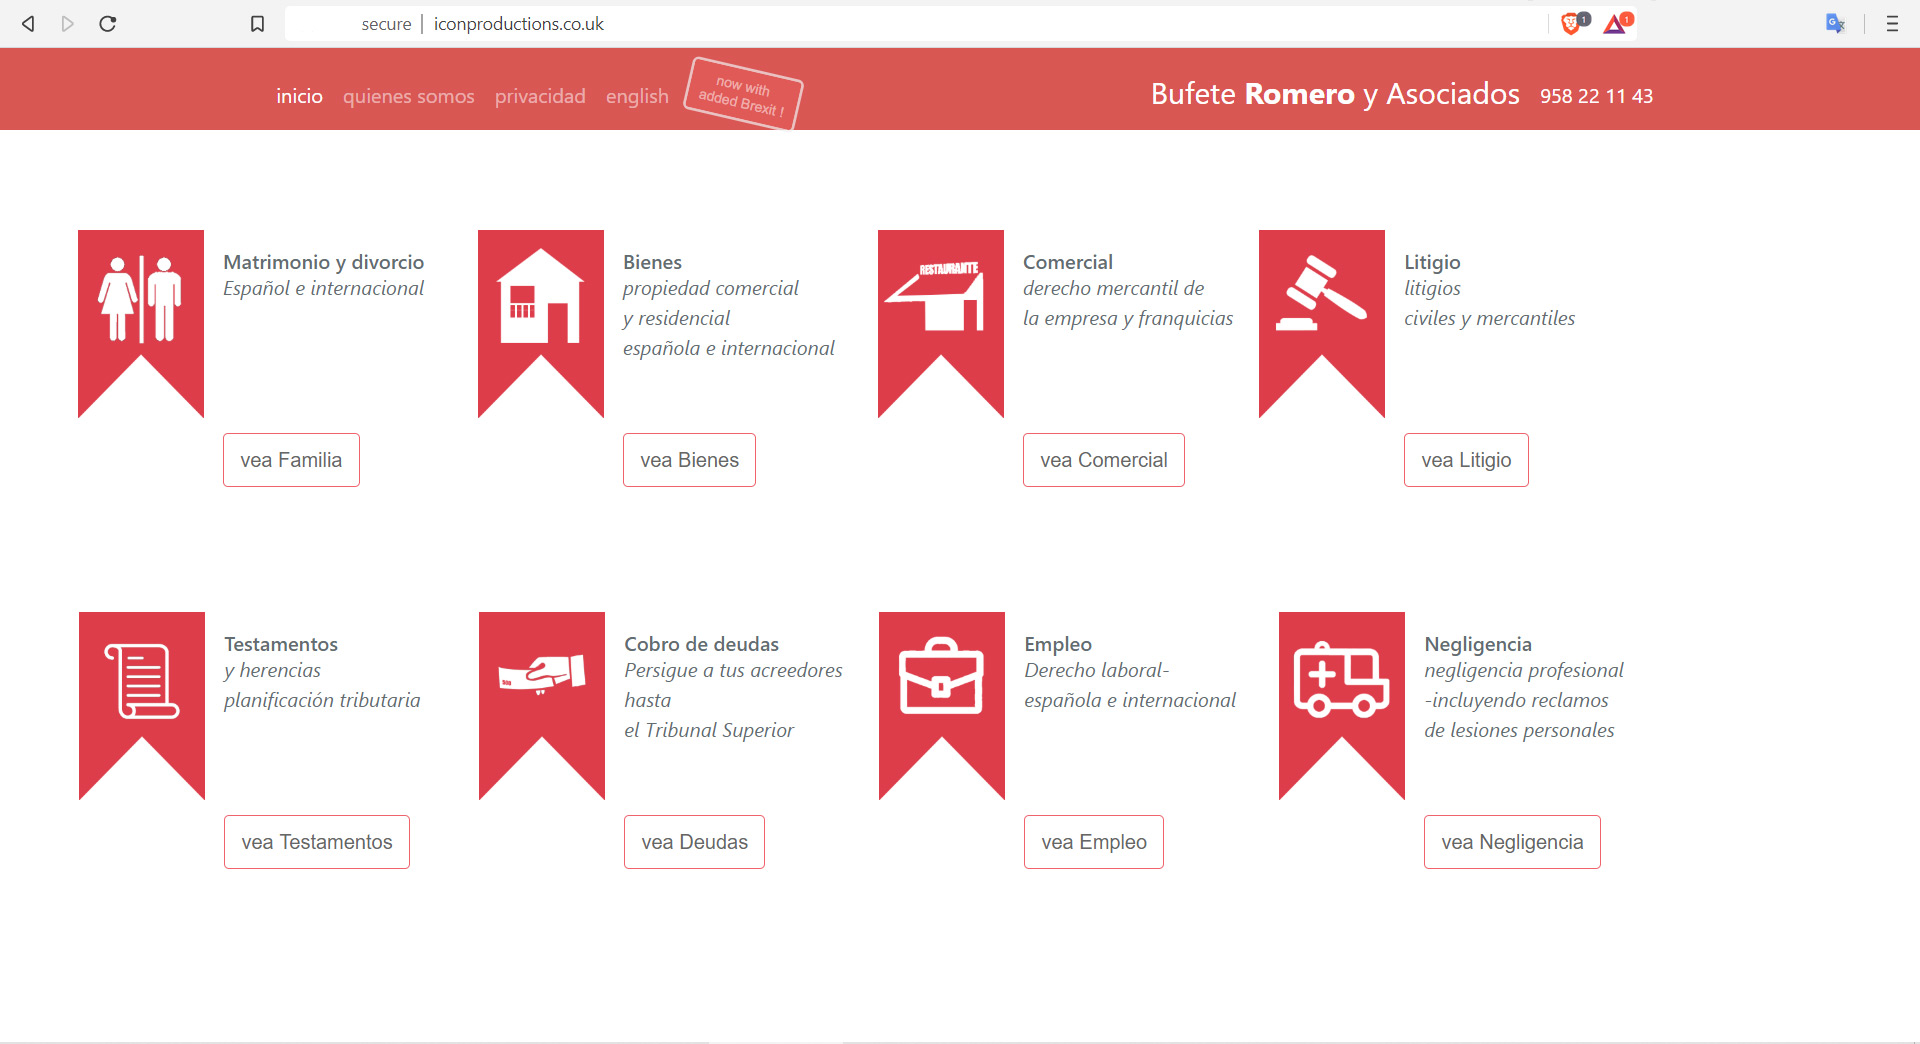 secure | iconproductions.co.uk
1
1
inicio quienes somos privacidad english
now with
added Brexit !
Bufete Romero y Asociados 958 22 11 43
Matrimonio y divorcio
Español e internacional
vea Familia
Bienes
propiedad comercial
y residencial
española e internacional
vea Bienes
RESTAURANTE
Comercial
derecho mercantil de
la empresa y franquicias
vea Comercial
Litigio
litigios
civiles y mercantiles
vea Litigio
Testamentos
y herencias
planificación tributaria
vea Testamentos
Cobro de deudas
Persigue a tus acreedores
hasta
el Tribunal Superior
vea Deudas
Empleo
Derecho laboral-
española e internacional
vea Empleo
Negligencia
negligencia profesional
-incluyendo reclamos
de lesiones personales
vea Negligencia